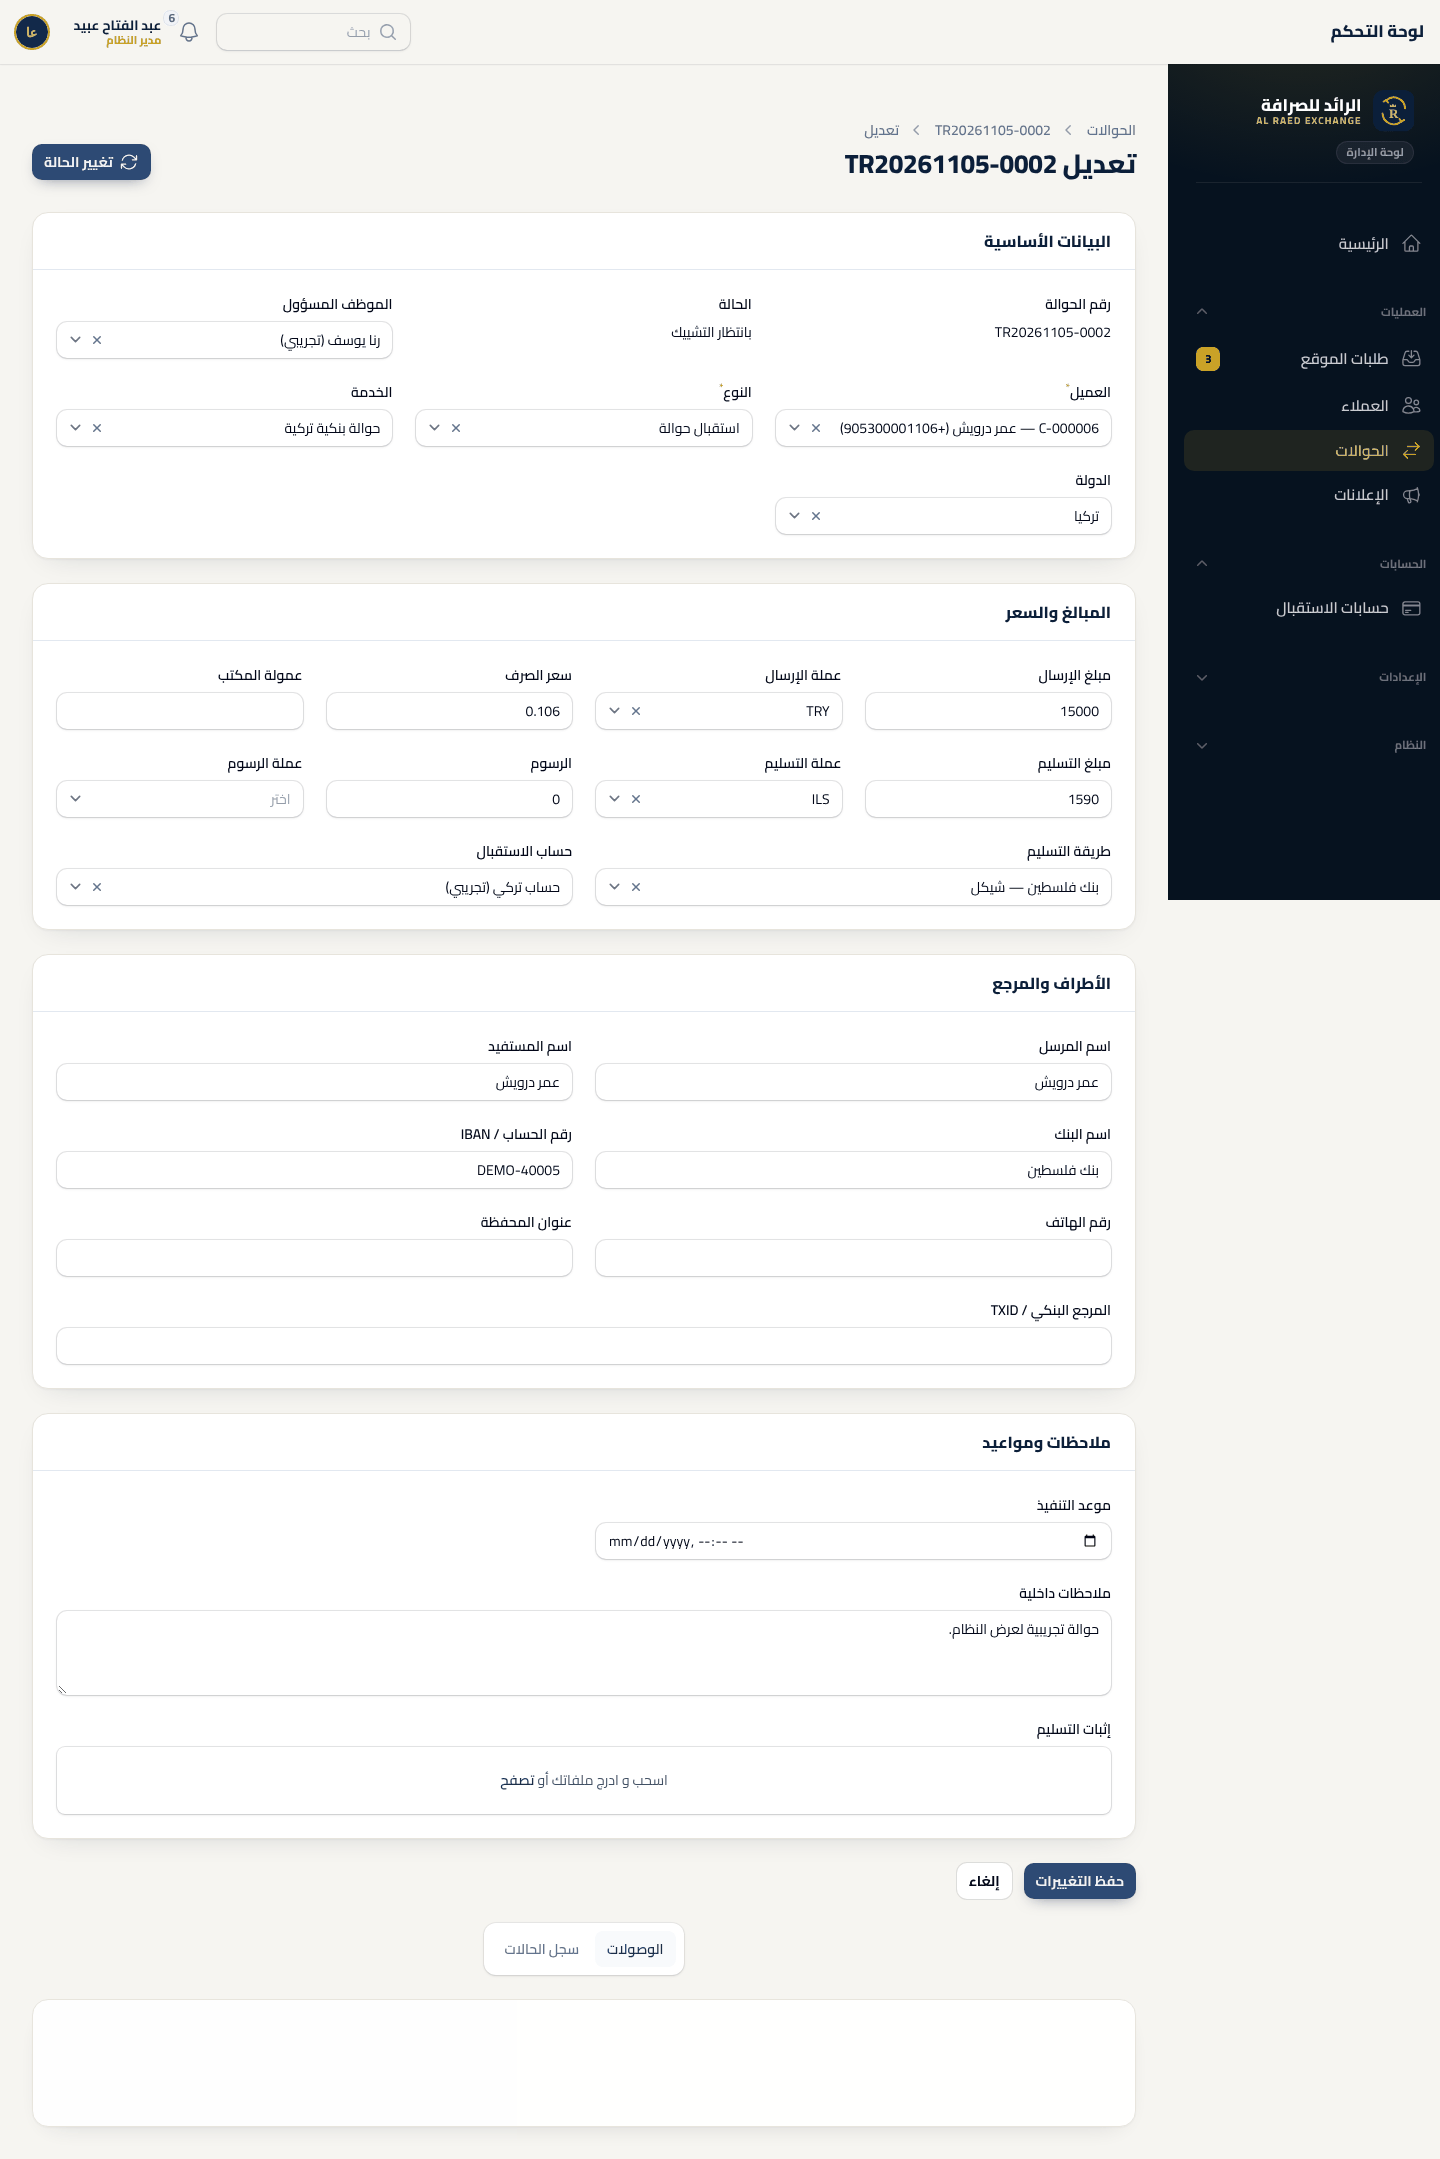 لوحة التحكم
بحث
6
عبد الفتاح عبيد
مدير النظام
عا
الرائد للصرافة
AL RAED EXCHANGE
R
لوحة الإدارة
الرئيسية
العمليات
طلبات الموقع
3
العملاء
الحوالات
الإعلانات
الحسابات
حسابات الاستقبال
الإعدادات
النظام
الحوالات
TR20261105-0002
تعديل
تعديل TR20261105-0002
تغيير الحالة
البيانات الأساسية
رقم الحوالة
الحالة
الموظف المسؤول
TR20261105-0002
بانتظار التشييك
رنا يوسف (تجريبي)
العميل*
النوع*
الخدمة
C-000006 — عمر درويش (+905300001106)
استقبال حوالة
حوالة بنكية تركية
الدولة
تركيا
المبالغ والسعر
مبلغ الإرسال
عملة الإرسال
سعر الصرف
عمولة المكتب
15000
TRY
0.106
مبلغ التسليم
عملة التسليم
الرسوم
عملة الرسوم
1590
ILS
0
اختر
طريقة التسليم
حساب الاستقبال
بنك فلسطين — شيكل
حساب تركي (تجريبي)
الأطراف والمرجع
اسم المرسل
اسم المستفيد
عمر درويش
عمر درويش
اسم البنك
رقم الحساب / IBAN
بنك فلسطين
DEMO-40005
رقم الهاتف
عنوان المحفظة
المرجع البنكي / TXID
ملاحظات ومواعيد
موعد التنفيذ
mm/dd/yyyy, --:-- --
ملاحظات داخلية
حوالة تجريبية لعرض النظام.
إثبات التسليم
اسحب و ادرج ملفاتك أو تصفح
حفظ التغييرات
إلغاء
الوصولات
سجل الحالات